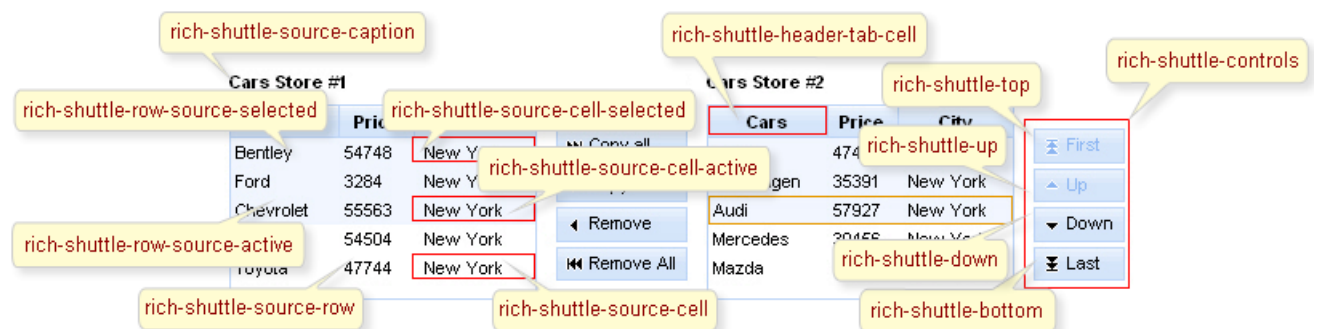 rich-shuttle-source-caption
rich-shuttle-header-tab-cell
rich-shuttle-controls
Cars Store #1
Cars Store #2
rich-shuttle-top
rich-shuttle-row-source-selected
rich-shuttle-source-cell-selected
Cars Price City
First
Bentley 54748 New
rich-shuttle-up
rich-shuttle-source-cell-active
Ford 3284 New
35391 New York
Up
Chevrolet 55563 New York
Audi 57927 New York
Remove
Down
rich-shuttle-row-source-active
54504 New York
Mercedes
rich-shuttle-down
Toyota 47744 New York
Remove All
Mazda
Last
rich-shuttle-source-row
rich-shuttle-source-cell
rich-shuttle-bottom